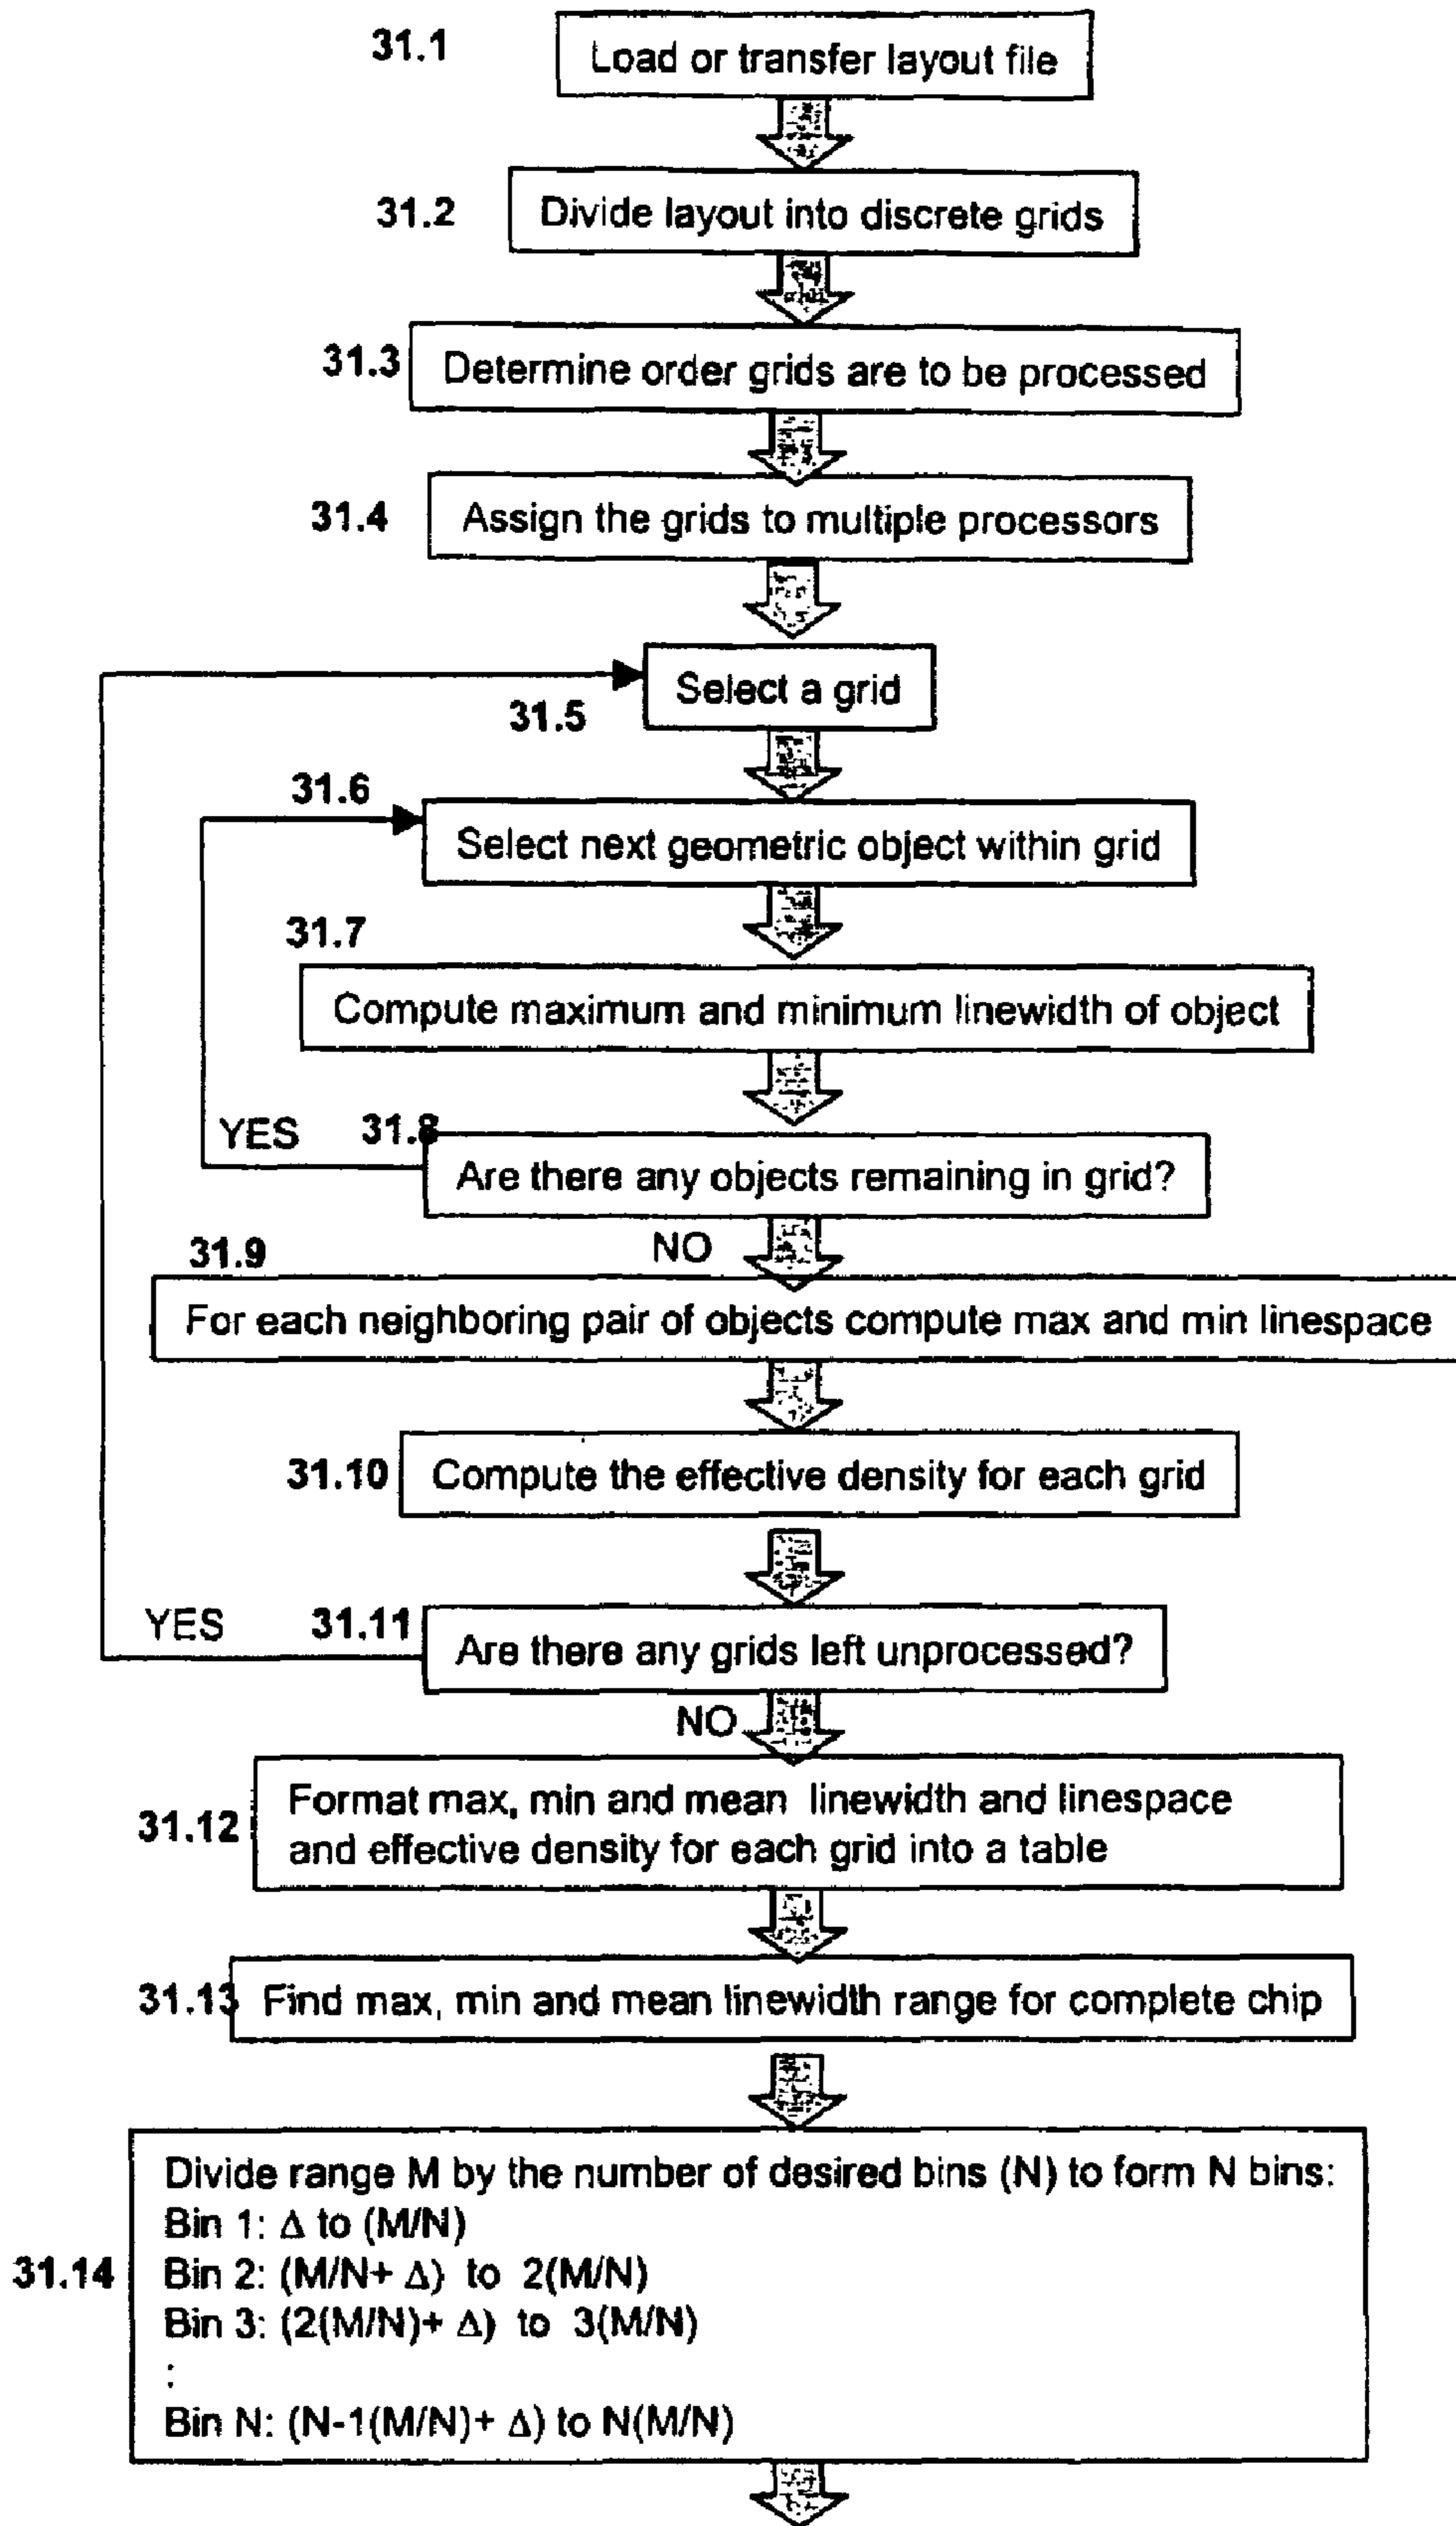 31.1
Load or transfer layout file
31.2
Divide layout into discrete grids
31.3
Determine order grids are to be processed
31.4
Assign the grids to multiple processors
Select a grid
31.5
31.6
Select next geometric object within grid
31.7
Compute maximum and minimum linewidth of object
YES
31.8
Are there any objects remaining in grid?
NO
31.9
For each neighboring pair of objects compute max and min linespace
31.10
Compute the effective density for each grid
YES
31.11
Are there any grids left unprocessed?
NO
31.12
Format max, min and mean linewidth and linespace
and effective density for each grid into a table
31.13
Find max, min and mean linewidth range for complete chip
31.14
Divide range M by the number of desired bins (N) to form N bins:
Bin 1: Δ to (M/N)
Bin 2: (M/N+ Δ) to 2(M/N)
Bin 3: (2(M/N)+ Δ) to 3(M/N)
:
Bin N: (N-1(M/N)+ Δ) to N(M/N)